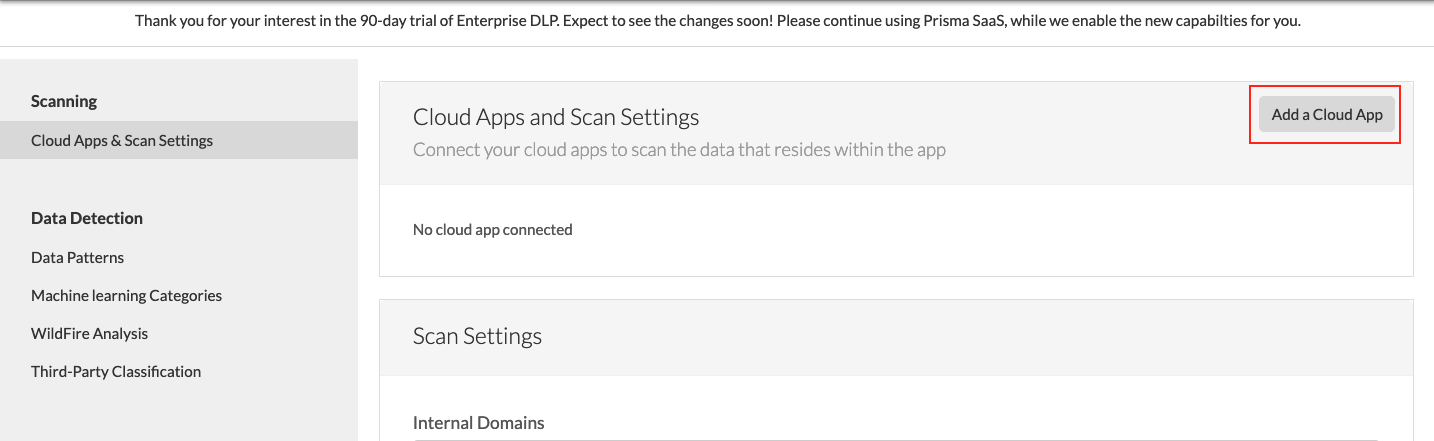 Thank you for your interest in the 90-day trial of Enterprise DLP. Expect to see the changes soon! Please continue using Prisma SaaS, while we enable the new capabilties for you.
Scanning
Cloud Apps & Scan Settings
Data Detection
Data Patterns
Machine learning Categories
WildFire Analysis
Third-Party Classification
Cloud Apps and Scan Settings
Add a Cloud App
Connect your cloud apps to scan the data that resides within the app
No cloud app connected
Scan Settings
Internal Domains